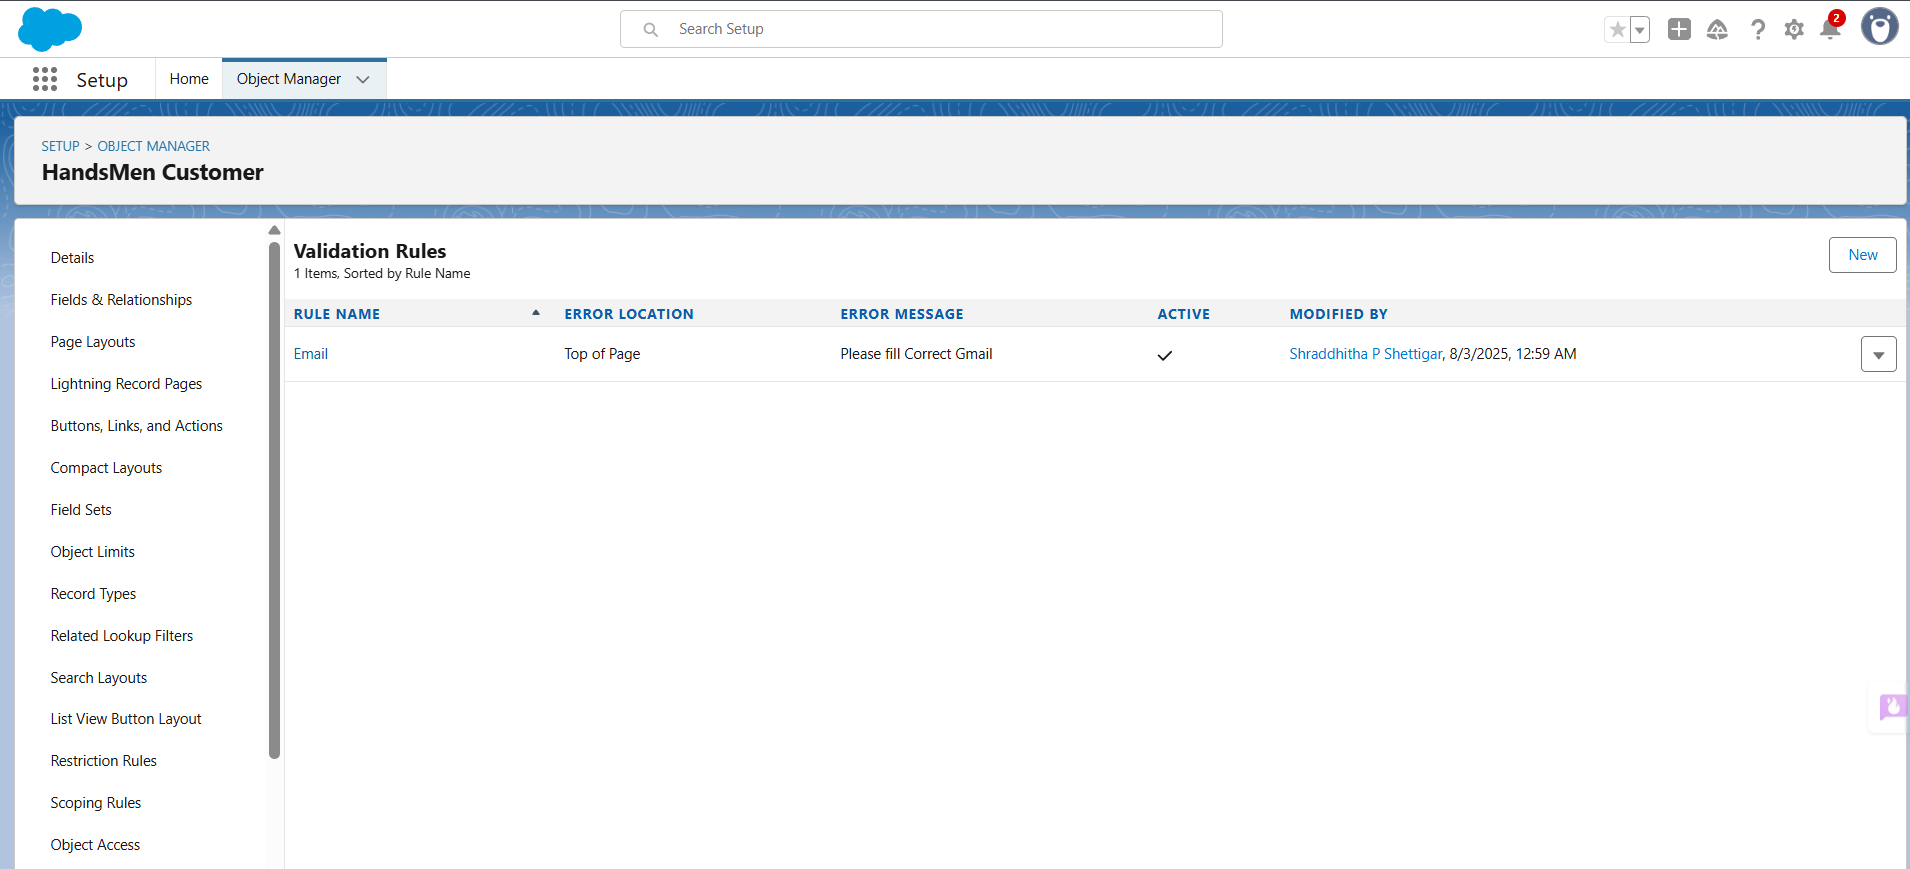 Search Setup
2
Setup
Home
Object Manager
SETUP > OBJECT MANAGER
HandsMen Customer
Details
Fields & Relationships
Page Layouts
Lightning Record Pages
Buttons, Links, and Actions
Compact Layouts
Field Sets
Object Limits
Record Types
Related Lookup Filters
Search Layouts
List View Button Layout
Restriction Rules
Scoping Rules
Object Access
Validation Rules
1 Items, Sorted by Rule Name
New
RULE NAME ERROR LOCATION ERROR MESSAGE ACTIVE MODIFIED BY
Email Top of Page Please fill Correct Gmail Shraddhitha P Shettigar, 8/3/2025, 12:59 AM